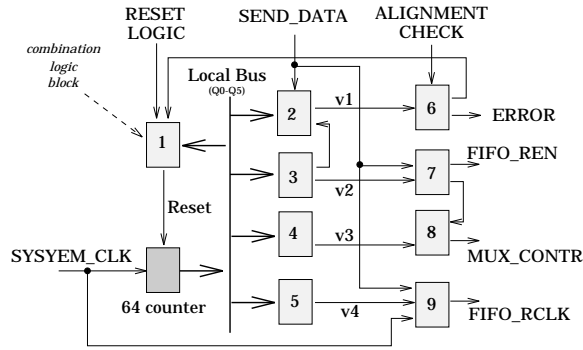 RESET
LOGIC
SEND_DATA
ALIGNMENT
CHECK
combination
logic
block
Local Bus
(Q0-Q5)
1
2
v1
6
ERROR
3
v2
7
FIFO_REN
Reset
4
v3
8
MUX_CONTR
SYSYEM_CLK
64 counter
5
v4
9
FIFO_RCLK